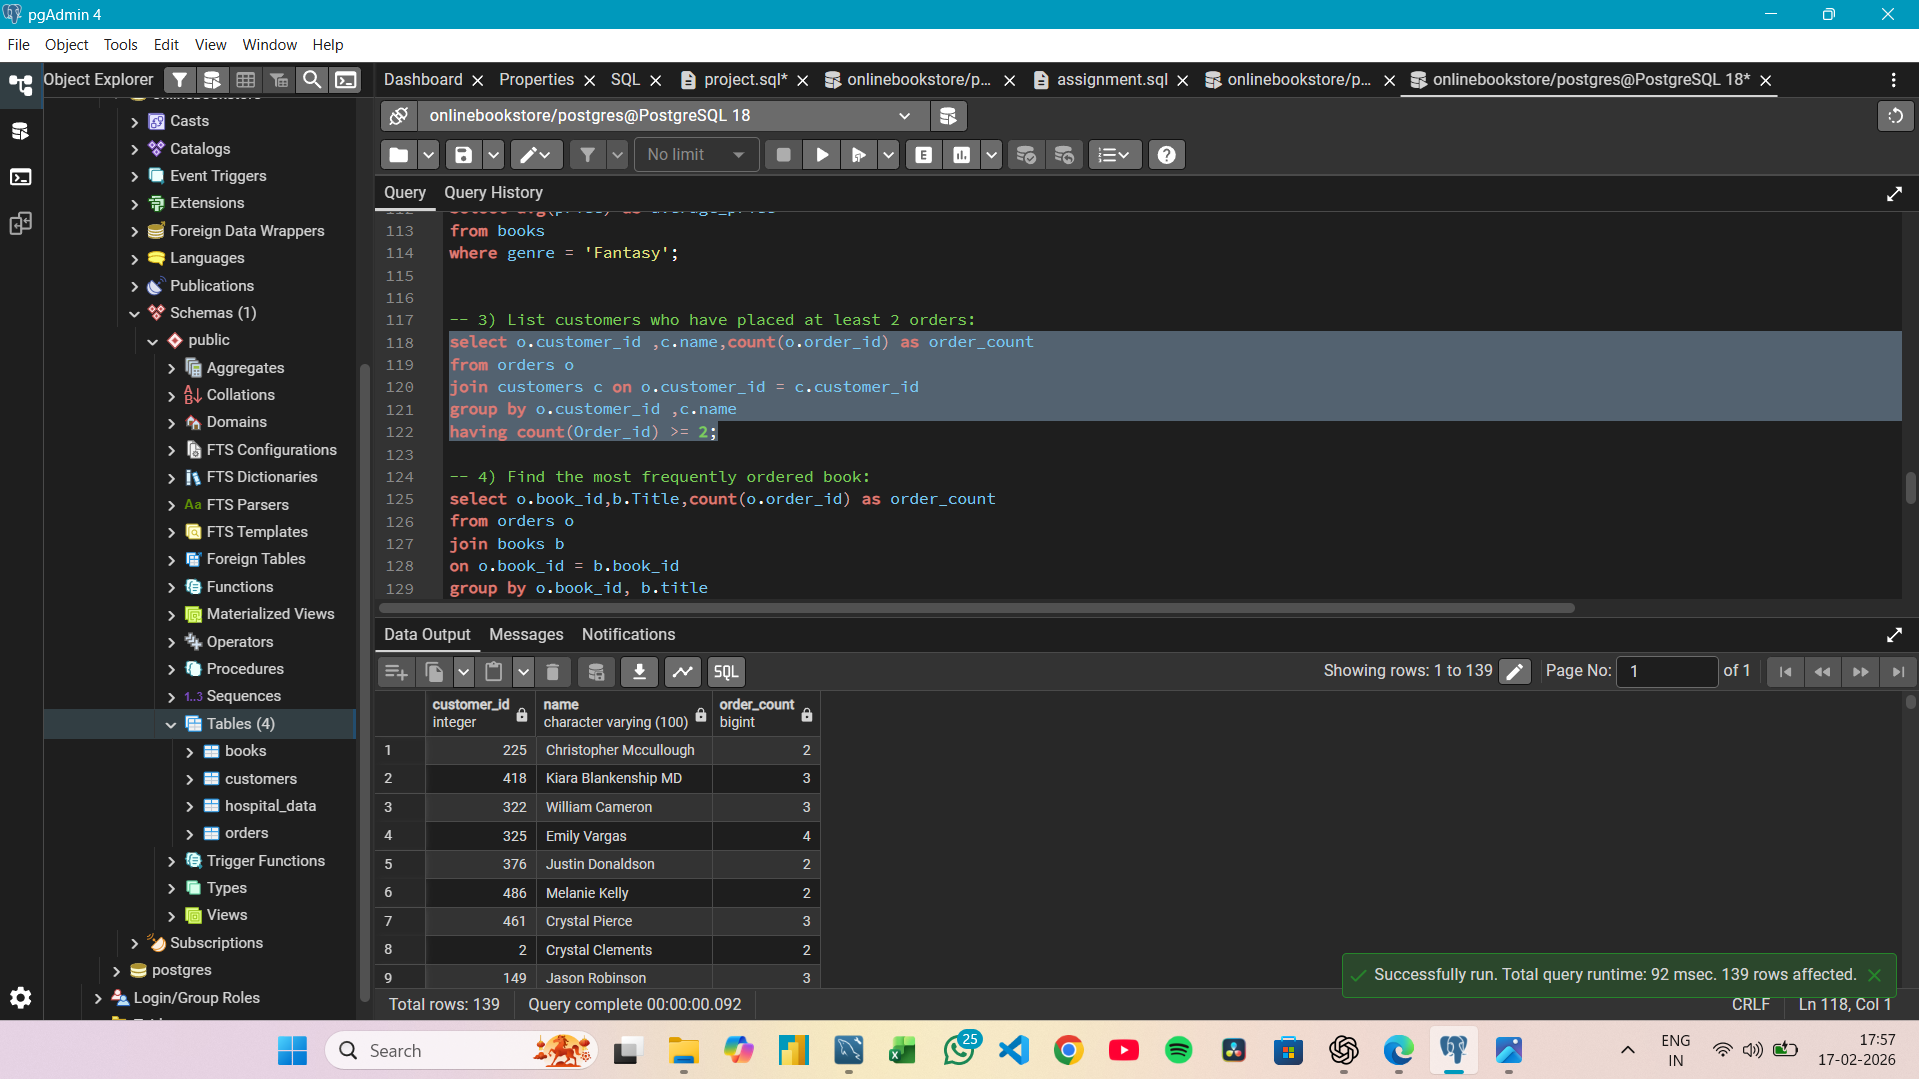 pgAdmin 4
File Object Tools Edit View Window Help
Object Explorer
Dashboard Properties SQL project.sql* onlinebookstore/p... assignment.sql onlinebookstore/p... onlinebookstore/postgres@PostgreSQL 18*
onlinebookstore/postgres@PostgreSQL 18
No limit
E
Query Query History
Casts
Catalogs
Event Triggers
Extensions
Foreign Data Wrappers
Languages
Publications
Schemas (1)
public
Aggregates
Collations
Domains
FTS Configurations
FTS Dictionaries
Aa FTS Parsers
FTS Templates
Foreign Tables
Functions
Materialized Views
Operators
Procedures
1..3 Sequences
Tables (4)
books
customers
hospital_data
orders
Trigger Functions
Types
Views
Subscriptions
postgres
Login/Group Roles
112 select avg(price) as average_price
113 from books
114 where genre = 'Fantasy';
115
116
117 -- 3) List customers who have placed at least 2 orders:
118 select o.customer_id ,c.name,count(o.order_id) as order_count
119 from orders o
120 join customers c on o.customer_id = c.customer_id
121 group by o.customer_id ,c.name
122 having count(Order_id) >= 2;
123
124 -- 4) Find the most frequently ordered book:
125 select o.book_id,b.Title,count(o.order_id) as order_count
126 from orders o
127 join books b
128 on o.book_id = b.book_id
129 group by o.book_id, b.title
Data Output Messages Notifications
SQL
Showing rows: 1 to 139 Page No: 1 of 1
customer_id name order_count
integer character varying (100) bigint
1 225 Christopher Mccullough 2
2 418 Kiara Blankenship MD 3
3 322 William Cameron 3
4 325 Emily Vargas 4
5 376 Justin Donaldson 2
6 486 Melanie Kelly 2
7 461 Crystal Pierce 3
8 2 Crystal Clements 2
9 149 Jason Robinson 3
Successfully run. Total query runtime: 92 msec. 139 rows affected.
Total rows: 139 Query complete 00:00:00.092 CRLF Ln 118, Col 1
Search
25
ENG
IN
17:57
17-02-2026